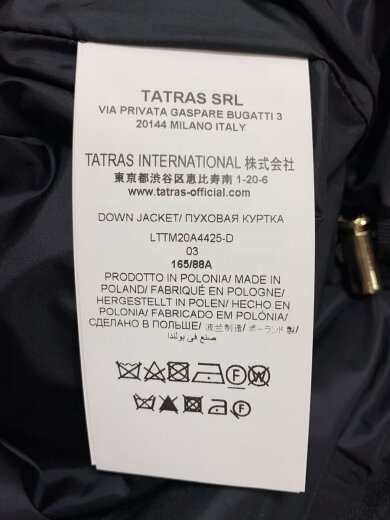 TATRAS SRL
VIA PRIVATA GASPARE BUGATTI 3
20144 MILANO ITALY
TATRAS INTERNATIONAL 株式会社
東京都渋谷区恵比寿南 1-20-6
www.tatras-official.com
DOWN JACKET/ ПУХОВАЯ КУРТКА
LTTM20A4425-D
03
165/88A
PRODOTTO IN POLONIA/ MADE IN
POLAND/ FABRIQUÉ EN POLOGNE/
HERGESTELLT IN POLEN/ HECHO EN
POLONIA/ FABRICADO EM POLÓNIA/
СДЕЛАНО В ПОЛЬШЕ/ 波兰制造/ ポーランド製/
صنع في بولندا
F W
F